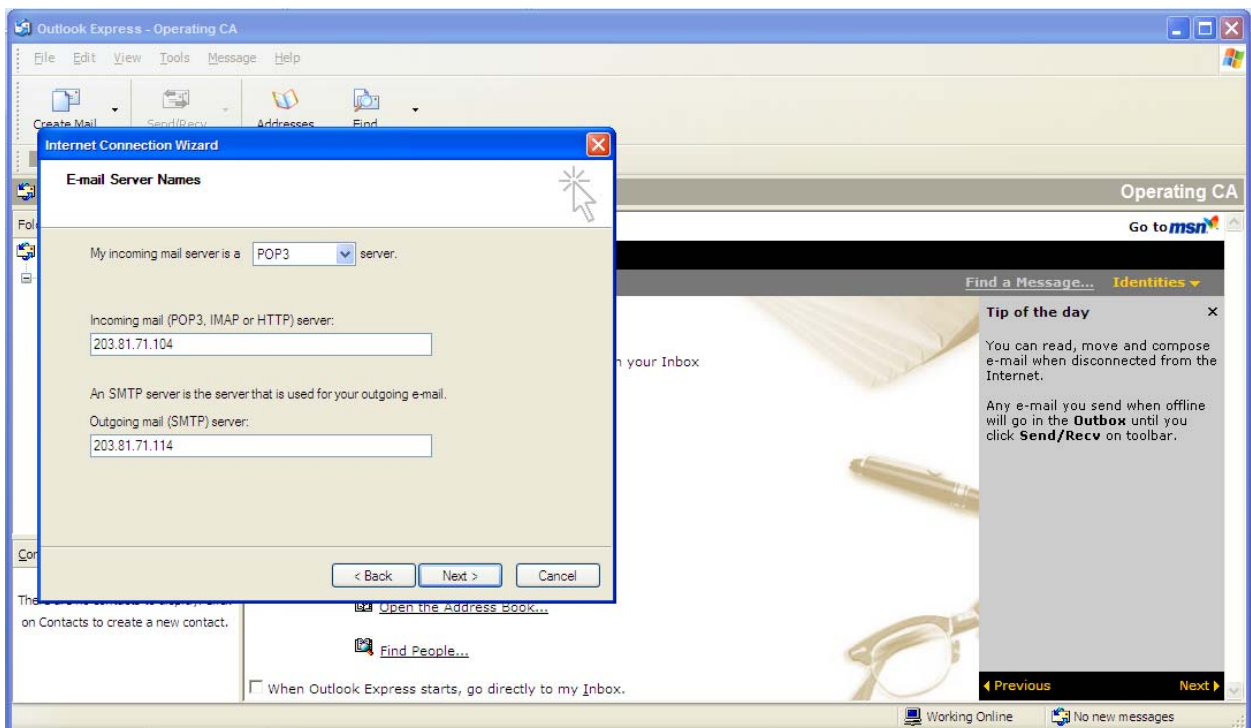 Outlook Express - Operating CA
File Edit View Tools Message Help
Create Mail Send/Recv Addresses Find
Internet Connection Wizard
E-mail Server Names
Operating CA
Go to msn
My incoming mail server is a POP3 server.
Find a Message... Identities
Incoming mail (POP3, IMAP or HTTP) server:
203.81.71.104
An SMTP server is the server that is used for your outgoing e-mail.
Outgoing mail (SMTP) server:
203.81.71.114
< Back Next > Cancel
your Inbox
Tip of the day
You can read, move and compose
e-mail when disconnected from the
Internet.
Any e-mail you send when offline
will go in the Outbox until you
click Send/Recv on toolbar.
on Contacts to create a new contact.
Open the Address Book...
Find People...
When Outlook Express starts, go directly to my Inbox.
Previous Next
Working Online No new messages